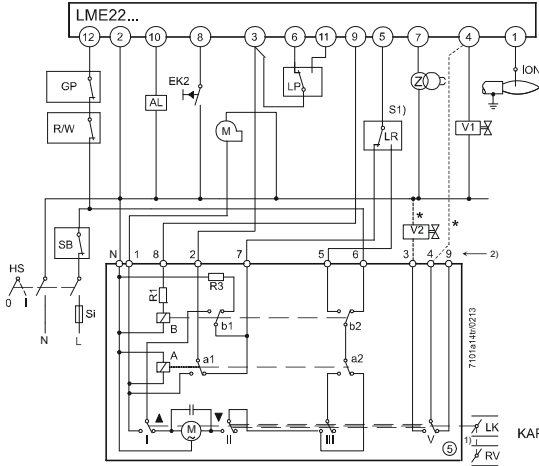 LME22...
12 2 10 8 3 6 11 9 5 7 4 1
ION
GP
EK2
LP
Z C
AL
S1)
V1
R/W
M
LR
*
*
V2
SB
HS
N 1 8 2 7 5 6 3 4 9 2)
0 I
R3
R1
Si
B
b1
b2
N L
A
a1
a2
7101a14tr/0213
M
I II III V
LK
1)
KAF
5
RV